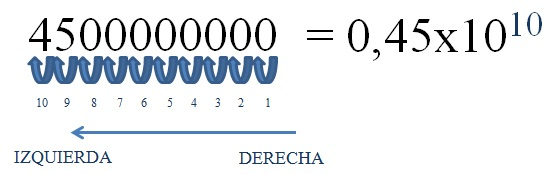 4500000000 = 0,45x10¹⁰
10 9 8 7 6 5 4 3 2 1
IZQUIERDA DERECHA